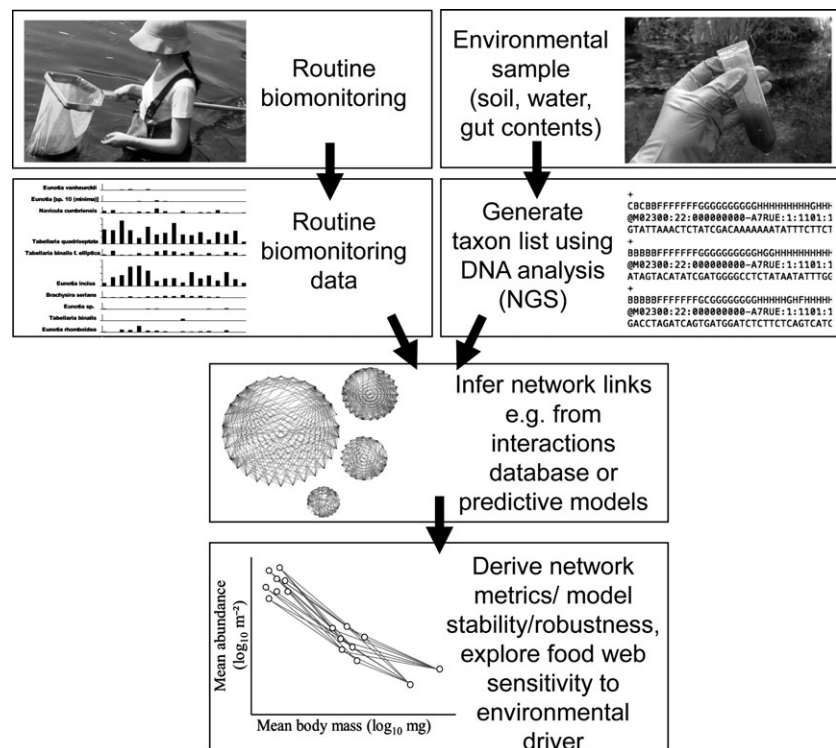 Routine
biomonitoring
Environmental
sample
(soil, water,
gut contents)
Eunotia vanheurckii
Eunotia [sp. 10 (minima)]
Navicula cumbriensis
Tabellaria quadriseptata
Tabellaria binalis f. elliptica
Eunotia incisa
Brachysira serians
Eunotia sp.
Tabellaria binalis
Eunotia rhomboidea
Routine
biomonitoring
data
Generate
taxon list using
DNA analysis
(NGS)
+
CBCBBFFFFFFFGGGGGGGGGGHHHHHHHHHGHHH
@M02300:22:000000000-A7RUE:1:1101:1
GTATTAAACTCTATCGACAAAAAAATATTTCTTCT
+
BBBBBFFFFFFFGGGGGGGGGGHGGHHHHHHHHH
@M02300:22:000000000-A7RUE:1:1101:1
ATAGTACATATCGATGGGGCCTCTATAATATTTGG
+
BBBBBFFFFFFFGCGGGGGGGGHHHHHGHFHHHH
@M02300:22:000000000-A7RUE:1:1101:1
GACCTAGATCAGTGATGGATCTCTTCTCAGTCATC
Infer network links
e.g. from
interactions
database or
predictive models
Mean abundance
(log₁₀ m⁻²)
Mean body mass (log₁₀ mg)
Derive network
metrics/ model
stability/robustness,
explore food web
sensitivity to
environmental
driver